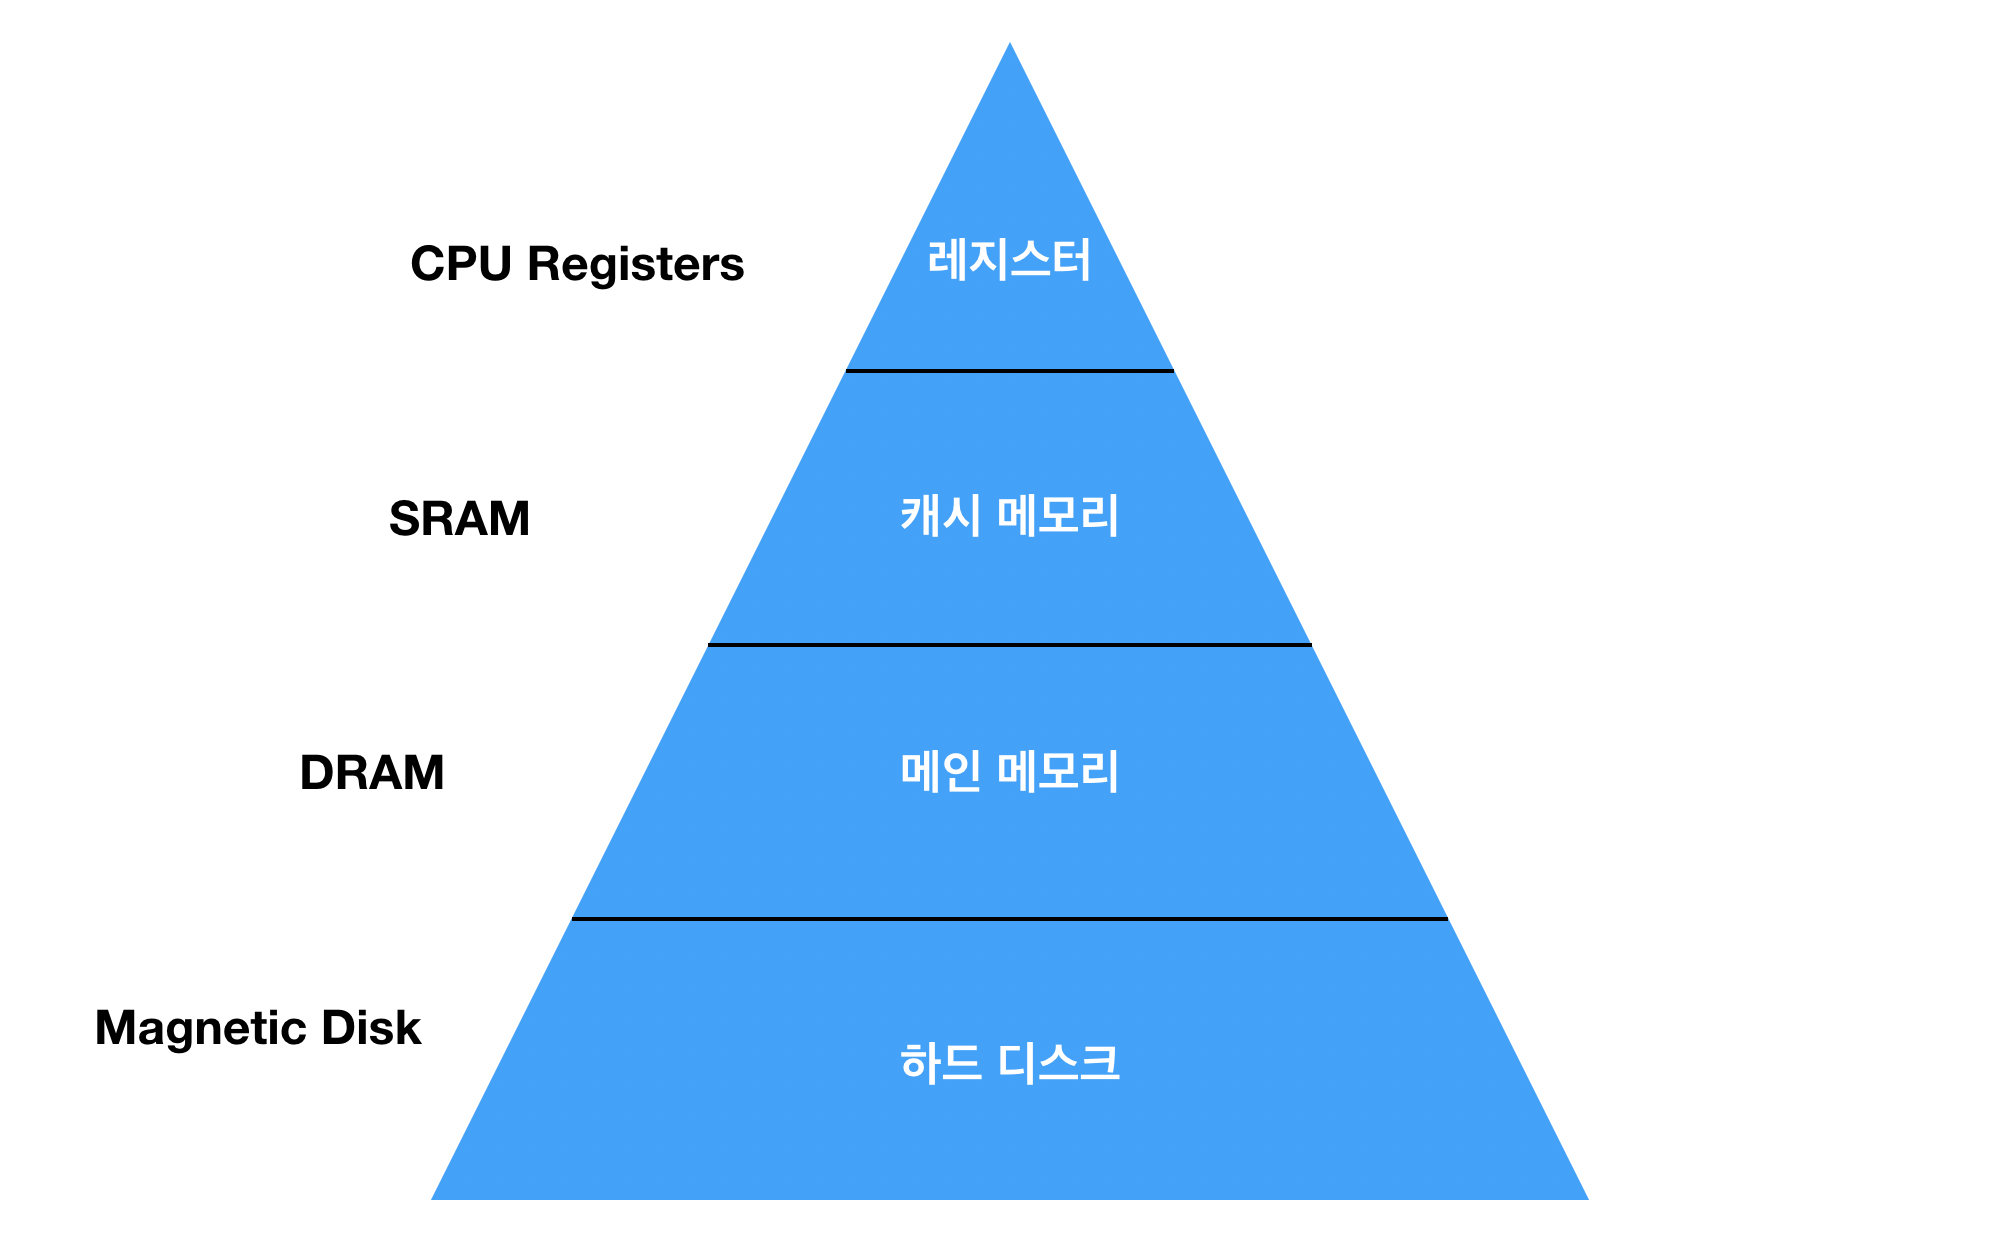 CPU Registers
레지스터
SRAM
캐시 메모리
DRAM
메인 메모리
Magnetic Disk
하드 디스크